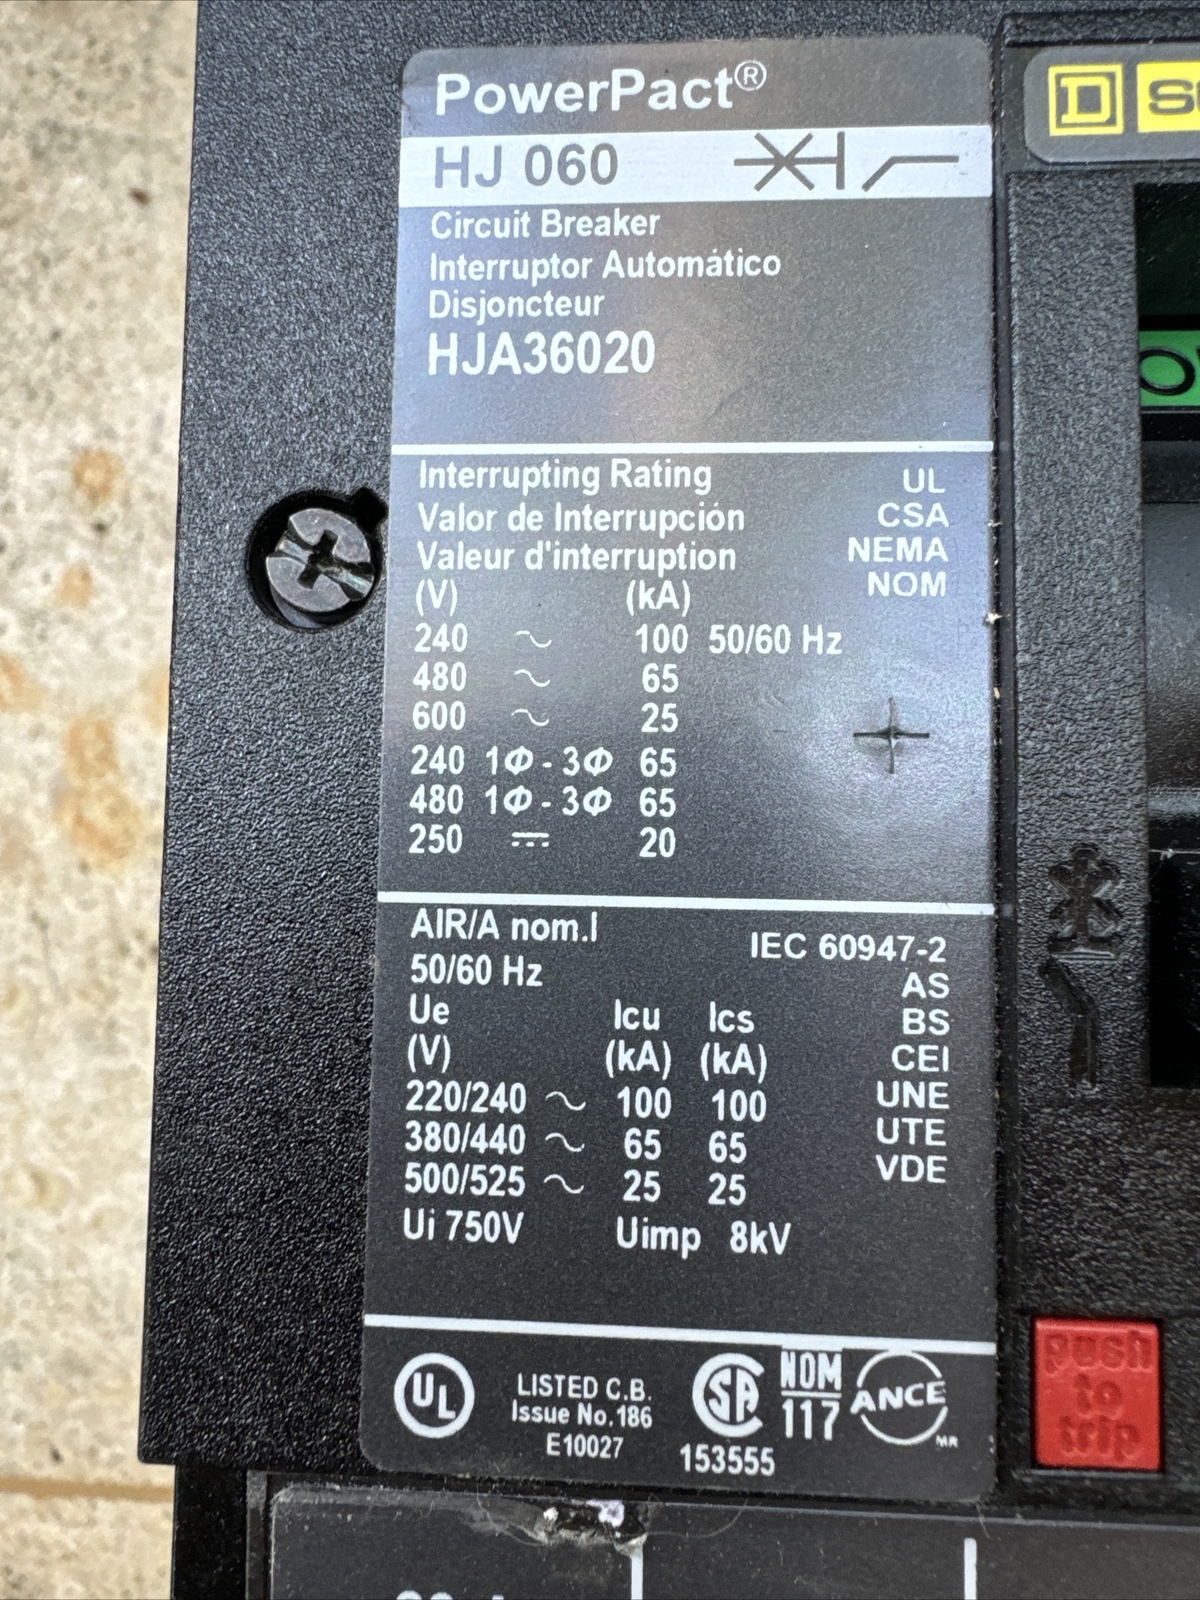 PowerPact®
HJ 060
Circuit Breaker
Interruptor Automático
Disjoncteur
HJA36020
Interrupting Rating
Valor de Interrupción
Valeur d'interruption
UL
CSA
NEMA
NOM
(V) (kA)
240 ~ 100 50/60 Hz
480 ~ 65
600 ~ 25
240 1Φ - 3Φ 65
480 1Φ - 3Φ 65
250 ⎓ 20
AIR/A nom.I
50/60 Hz
Ue Icu Ics
(V) (kA) (kA)
220/240 ~ 100 100
380/440 ~ 65 65
500/525 ~ 25 25
Ui 750V Uimp 8kV
IEC 60947-2
AS
BS
CEI
UNE
UTE
VDE
UL
LISTED C.B.
Issue No.186
E10027
SA
153555
NOM
117
ANCE
MR
D
push
to
trip